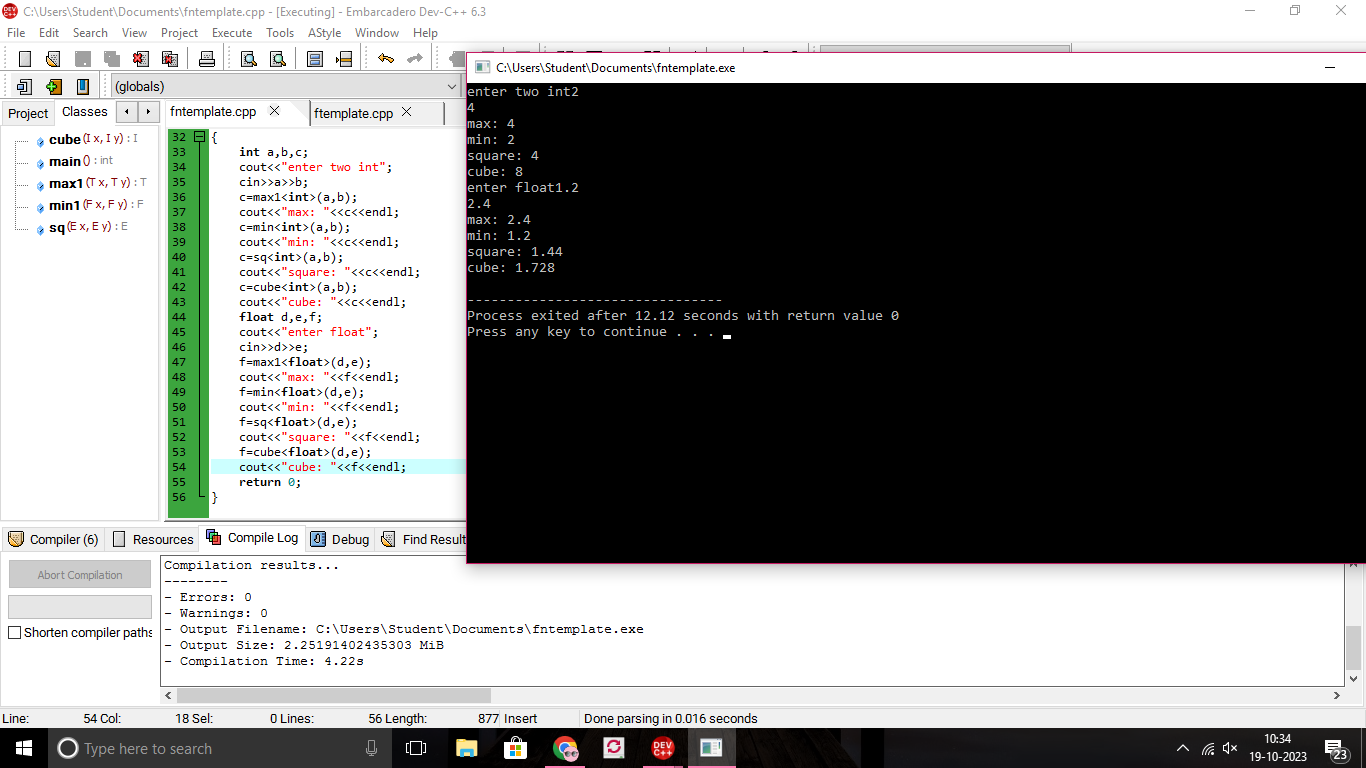 C:\Users\Student\Documents\fntemplate.cpp - [Executing] - Embarcadero Dev-C++ 6.3
File Edit Search View Project Execute Tools AStyle Window Help
(globals)
Project Classes
fntemplate.cpp ftemplate.cpp
cube (I x, I y) : I
main () : int
max1 (T x, T y) : T
min1 (F x, F y) : F
sq (E x, E y) : E
32 {
33 int a,b,c;
34 cout<<"enter two int";
35 cin>>a>>b;
36 c=max1<int>(a,b);
37 cout<<"max: "<<c<<endl;
38 c=min<int>(a,b);
39 cout<<"min: "<<c<<endl;
40 c=sq<int>(a,b);
41 cout<<"square: "<<c<<endl;
42 c=cube<int>(a,b);
43 cout<<"cube: "<<c<<endl;
44 float d,e,f;
45 cout<<"enter float";
46 cin>>d>>e;
47 f=max1<float>(d,e);
48 cout<<"max: "<<f<<endl;
49 f=min<float>(d,e);
50 cout<<"min: "<<f<<endl;
51 f=sq<float>(d,e);
52 cout<<"square: "<<f<<endl;
53 f=cube<float>(d,e);
54 cout<<"cube: "<<f<<endl;
55 return 0;
56 }
C:\Users\Student\Documents\fntemplate.exe
enter two int2
4
max: 4
min: 2
square: 4
cube: 8
enter float1.2
2.4
max: 2.4
min: 1.2
square: 1.44
cube: 1.728
--------------------------------
Process exited after 12.12 seconds with return value 0
Press any key to continue . . .
Compiler (6) Resources Compile Log Debug Find Result
Abort Compilation
Shorten compiler paths
Compilation results...
--------
- Errors: 0
- Warnings: 0
- Output Filename: C:\Users\Student\Documents\fntemplate.exe
- Output Size: 2.25191402435303 MiB
- Compilation Time: 4.22s
Line: 54 Col: 18 Sel: 0 Lines: 56 Length: 877 Insert Done parsing in 0.016 seconds
Type here to search
DEV C++
10:34
19-10-2023
23